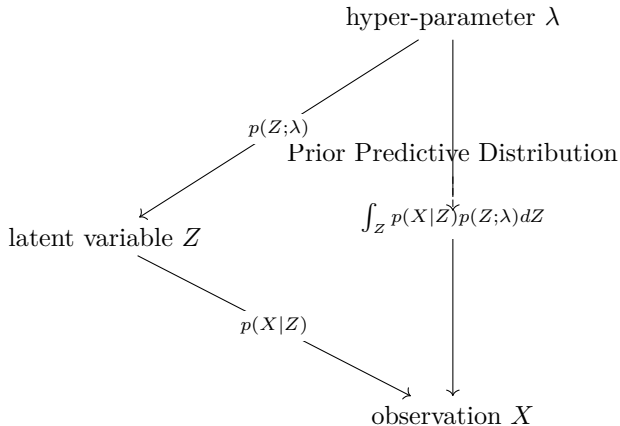 hyper-parameter λ
p(Z;λ)
Prior Predictive Distribution
∫_Z p(X|Z)p(Z;λ)dZ
latent variable Z
p(X|Z)
observation X